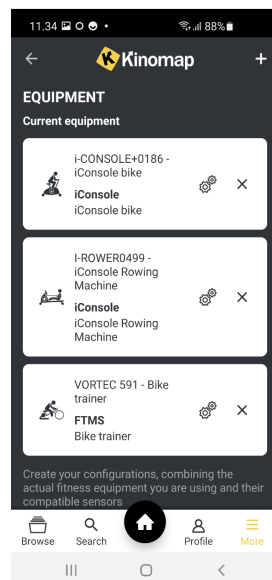 11.34 88%
Kinomap
EQUIPMENT
Current equipment
i-CONSOLE+0186 -
iConsole bike
iConsole
iConsole bike
I-ROWER0499 -
iConsole Rowing
Machine
iConsole
iConsole Rowing
Machine
VORTEC 591 - Bike
trainer
FTMS
Bike trainer
Create your configurations, combining the
actual fitness equipment you are using and their
compatible sensors
Browse Search Profile More